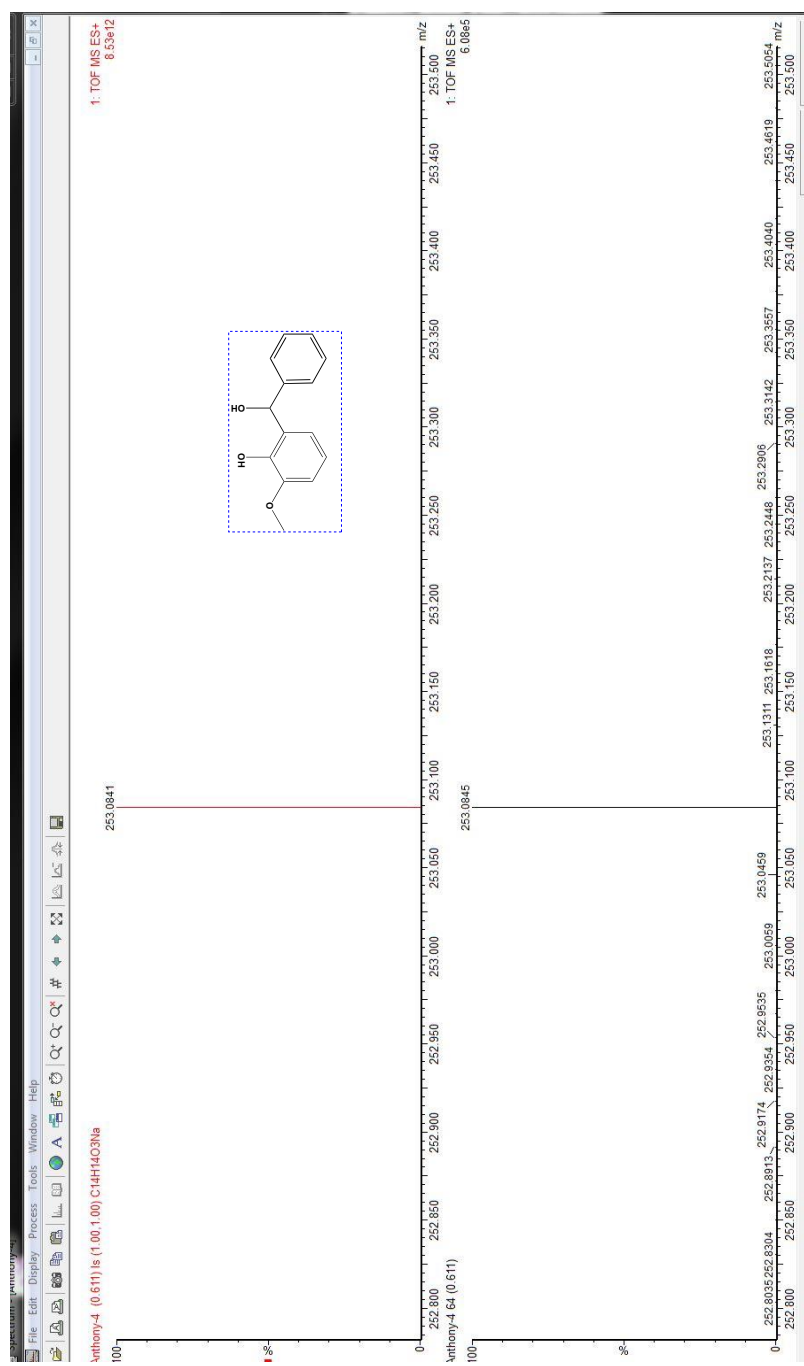 Spectrum - [Anthony-4]
File Edit Display Process Tools Window Help
Anthony-4 (0.611) Is (1.00,1.00) C14H14O3Na
1: TOF MS ES+
8.53e12
100
253.0841
%
HO
HO
O
0
m/z
252.800 252.850 252.900 252.950 253.000 253.050 253.100 253.150 253.200 253.250 253.300 253.350 253.400 253.450 253.500
Anthony-4 64 (0.611)
1: TOF MS ES+
6.08e5
100
253.0845
%
252.8035 252.8304 252.8913 252.9174 252.9354 252.9535 253.0059 253.0459 253.1311 253.1618 253.2137 253.2448 253.2906 253.3142 253.3557 253.4040 253.4619 253.5054
0
m/z
252.800 252.850 252.900 252.950 253.000 253.050 253.100 253.150 253.200 253.250 253.300 253.350 253.400 253.450 253.500